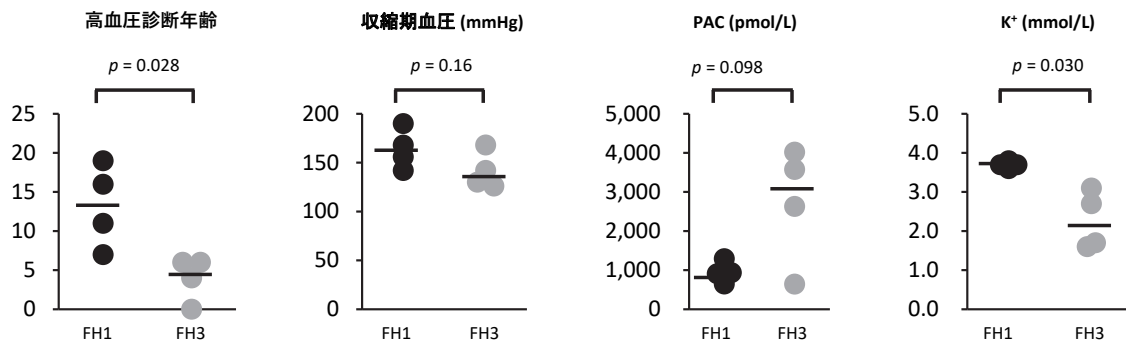 高血圧診断年齢
p = 0.028
25
20
15
10
5
0
FH1 FH3
収縮期血圧 (mmHg)
p = 0.16
200
150
100
50
0
FH1 FH3
PAC (pmol/L)
p = 0.098
5,000
4,000
3,000
2,000
1,000
0
FH1 FH3
K⁺ (mmol/L)
p = 0.030
5.0
4.0
3.0
2.0
1.0
0.0
FH1 FH3